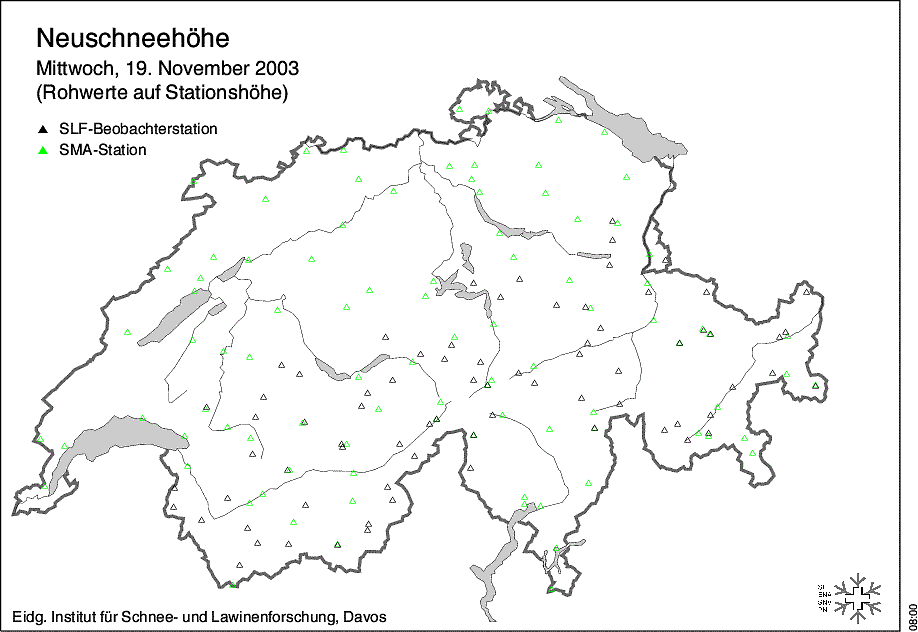 Neuschneehöhe
Mittwoch, 19. November 2003
(Rohwerte auf Stationshöhe)
SLF-Beobachterstation
SMA-Station
Eidg. Institut für Schnee- und Lawinenforschung, Davos
08:00